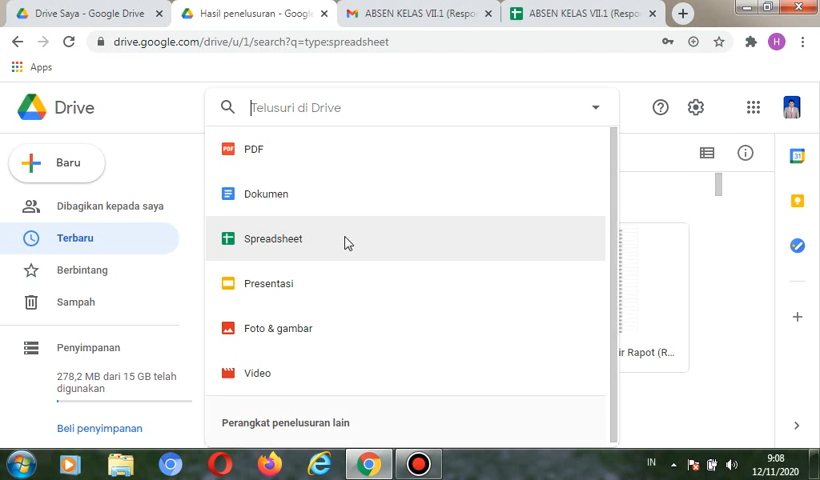 Drive Saya - Google Drive
Hasil penelusuran - Googl
ABSEN KELAS VII.1 (Respon
ABSEN KELAS VII.1 (Respor
drive.google.com/drive/u/1/search?q=type:spreadsheet
H
Apps
Drive
Telusuri di Drive
PDF
PDF
Baru
Dokumen
Dibagikan kepada saya
Terbaru
Spreadsheet
Berbintang
Presentasi
Sampah
Foto & gambar
Penyimpanan
ir Rapot (R...
278,2 MB dari 15 GB telah
digunakan
Video
Beli penyimpanan
Perangkat penelusuran lain
IN
9:08
12/11/2020